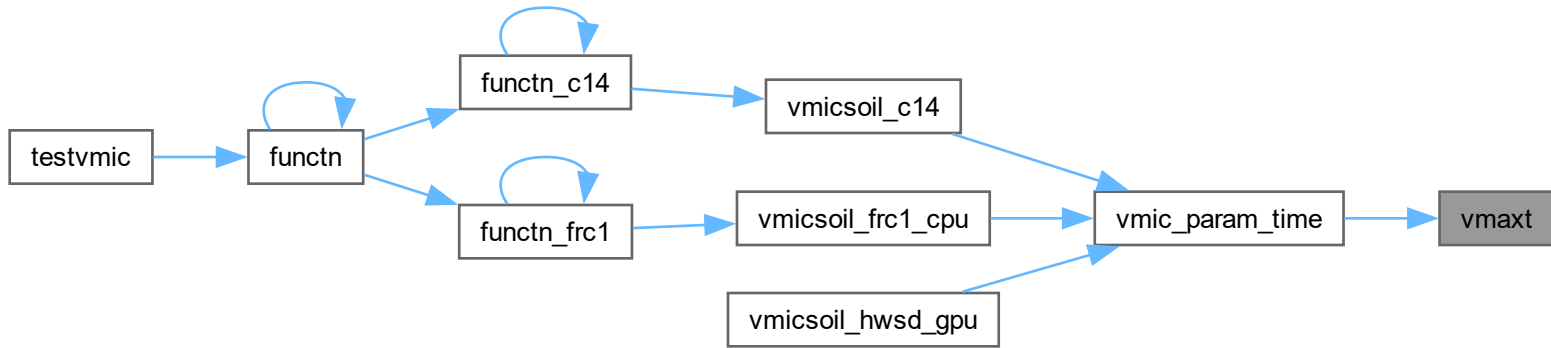 testvmic
functn
functn_c14
functn_frc1
vmicsoil_c14
vmicsoil_frc1_cpu
vmicsoil_hwsd_gpu
vmic_param_time
vmaxt